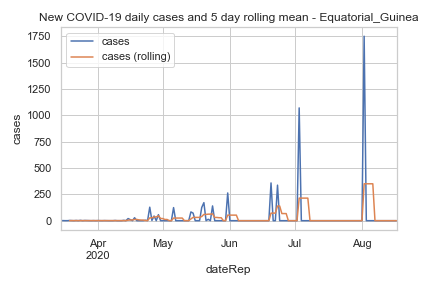 New COVID-19 daily cases and 5 day rolling mean - Equatorial_Guinea
cases
cases (rolling)
1750
1500
1250
1000
750
500
250
0
cases
Apr
2020
May
Jun
Jul
Aug
dateRep